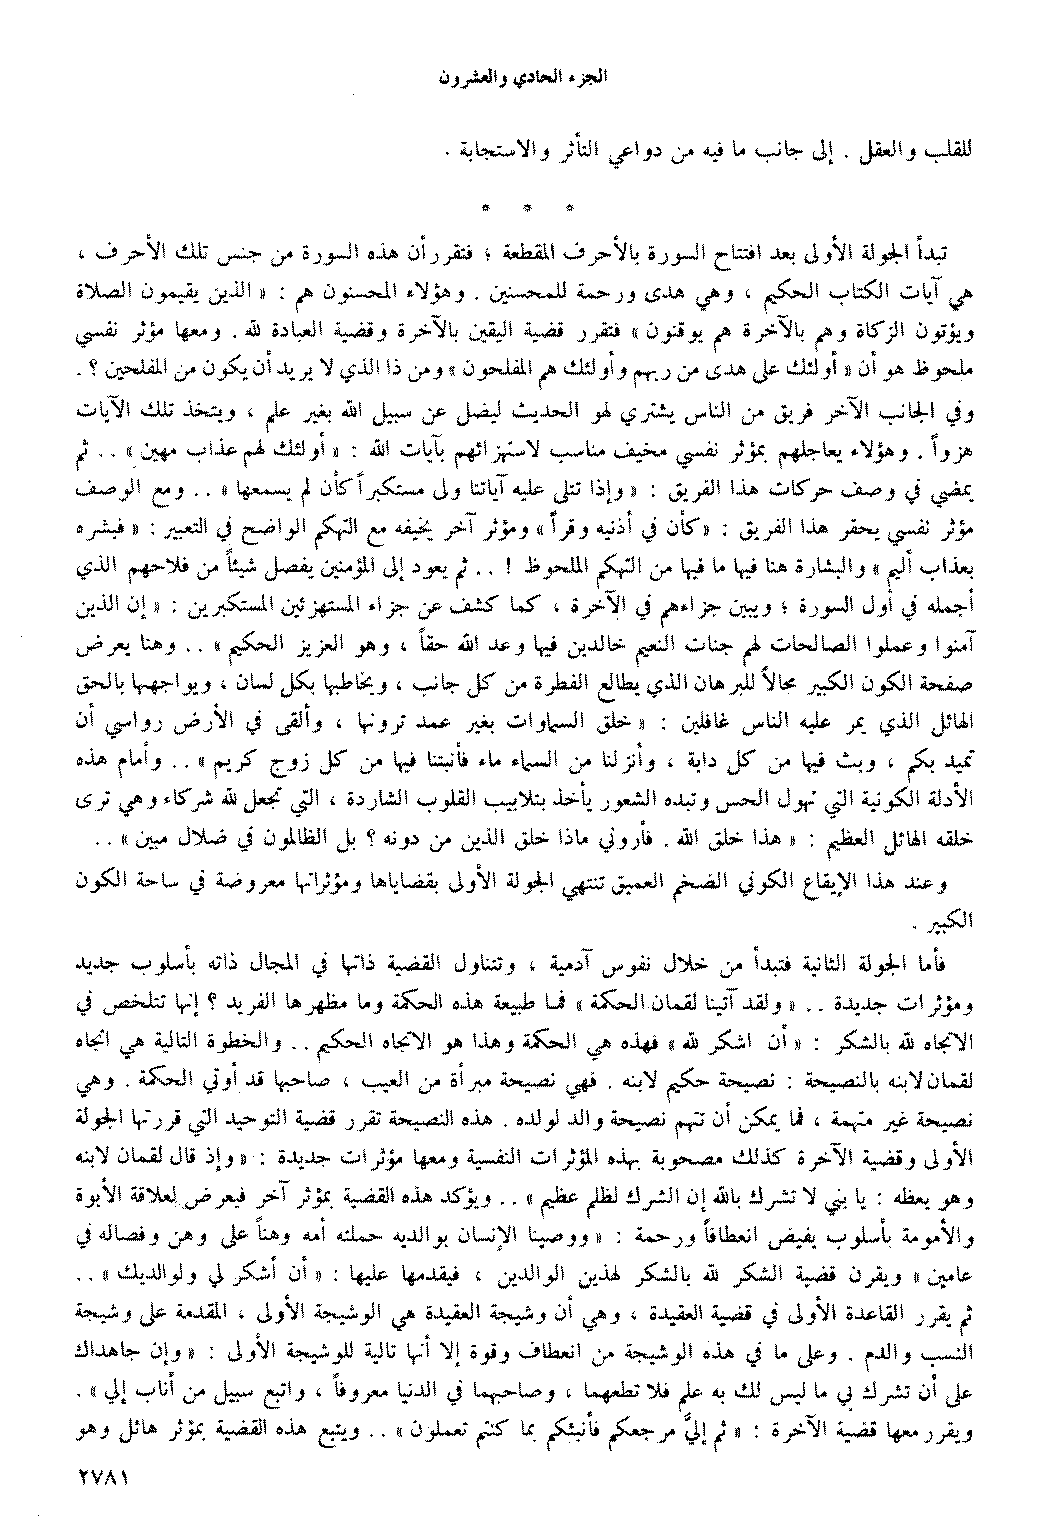 الجزء الحادي والعشرون
للقلب والعقل . إلى جانب ما فيه من دواعي التأثر والاستجابة .
* * *
تبدأ الجولة الأولى بعد افتتاح السورة بالأحرف المقطعة ؛ فتقرر أن هذه السورة من جنس تلك الأحرف ،
هي آيات الكتاب الحكيم ، وهي هدى ورحمة للمحسنين . وهؤلاء المحسنون هم : « الذين يقيمون الصلاة
ويؤتون الزكاة وهم بالآخرة هم يوقنون » فتقرر قضية اليقين بالآخرة وقضية العبادة لله . ومعها مؤثر نفسي
ملحوظ هو أن « أولئك على هدى من ربهم وأولئك هم المفلحون » ومن ذا الذي لا يريد أن يكون من المفلحين ؟ .
وفي الجانب الآخر فريق من الناس يشتري لهو الحديث ليضل عن سبيل الله بغير علم ، ويتخذ تلك الآيات
هزواً . وهؤلاء يعاجلهم بمؤثر نفسي مخيف مناسب لاستهزائهم بآيات الله : « أولئك لهم عذاب مهين » .. ثم
يمضي في وصف حركات هذا الفريق : « وإذا تتلى عليه آياتنا ولى مستكبراً كأن لم يسمعها » .. ومع الوصف
مؤثر نفسي يحقر هذا الفريق : « كأن في أذنيه وقراً » ومؤثر آخر يخيفه مع التهكم الواضح في التعبير : « فبشره
بعذاب أليم » والبشارة هنا فيها ما فيها من التهكم الملحوظ ! .. ثم يعود إلى المؤمنين يفصل شيئاً من فلاحهم الذي
أجمله في أول السورة ؛ ويبين جزاءهم في الآخرة ، كما كشف عن جزاء المستهزئين المستكبرين : « إن الذين
آمنوا وعملوا الصالحات لهم جنات النعيم خالدين فيها وعد الله حقاً ، وهو العزيز الحكيم » .. وهنا يعرض
صفحة الكون الكبير مجالاً للبرهان الذي يطالع الفطرة من كل جانب ، ويخاطبها بكل لسان ، ويواجهها بالحق
الهائل الذي يمر عليه الناس غافلين : « خلق السماوات بغير عمد ترونها ، وألقى في الأرض رواسي أن
تميد بكم ، وبث فيها من كل دابة ، وأنزلنا من السماء ماء فأنبتنا فيها من كل زوج كريم » .. وأمام هذه
الأدلة الكونية التي تهول الحس وتبده الشعور يأخذ بتلابيب القلوب الشاردة ، التي تجعل لله شركاء وهي ترى
خلقه الهائل العظيم : « هذا خلق الله . فأروني ماذا خلق الذين من دونه ؟ بل الظالمون في ضلال مبين » ..
وعند هذا الإيقاع الكوني الضخم العميق تنتهي الجولة الأولى بقضاياها ومؤثراتها معروضة في ساحة الكون
الكبير .
فأما الجولة الثانية فتبدأ من خلال نفوس آدمية ، وتتناول القضية ذاتها في المجال ذاته بأسلوب جديد
ومؤثرات جديدة .. « ولقد آتينا لقمان الحكمة » فما طبيعة هذه الحكمة وما مظهرها الفريد ؟ إنها تتلخص في
الاتجاه لله بالشكر : « أن اشكر لله » فهذه هي الحكمة وهذا هو الاتجاه الحكيم .. والخطوة التالية هي اتجاه
لقمان لابنه بالنصيحة : نصيحة حكيم لابنه . فهي نصيحة مبرأة من العيب ، صاحبها قد أوتي الحكمة . وهي
نصيحة غير متهمة ، فما يمكن أن تتهم نصيحة والد لولده . هذه النصيحة تقرر قضية التوحيد التي قررتها الجولة
الأولى وقضية الآخرة كذلك مصحوبة بهذه المؤثرات النفسية ومعها مؤثرات جديدة : « وإذ قال لقمان لابنه
وهو يعظه : يا بني لا تشرك بالله إن الشرك لظلم عظيم » .. ويؤكد هذه القضية بمؤثر آخر فيعرض لعلاقة الأبوة
والأمومة بأسلوب يفيض انعطافاً ورحمة : « ووصينا الإنسان بوالديه حملته أمه وهناً على وهن وفصاله في
عامين » ويقرن قضية الشكر لله بالشكر لهذين الوالدين ، فيقدمها عليها : « أن أشكر لي ولوالديك » ..
ثم يقرر القاعدة الأولى في قضية العقيدة ، وهي أن وشيجة العقيدة هي الوشيجة الأولى ، المقدمة على وشيجة
النسب والدم . وعلى ما في هذه الوشيجة من انعطاف وقوة إلا أنها تالية للوشيجة الأولى : « وإن جاهداك
على أن تشرك بي ما ليس لك به علم فلا تطعهما ، وصاحبهما في الدنيا معروفاً ، واتبع سبيل من أناب إلي » .
ويقرر معها قضية الآخرة : « ثم إليَّ مرجعكم فأنبئكم بما كنتم تعملون » .. ويتبع هذه القضية بمؤثر هائل وهو
٢٧٨١